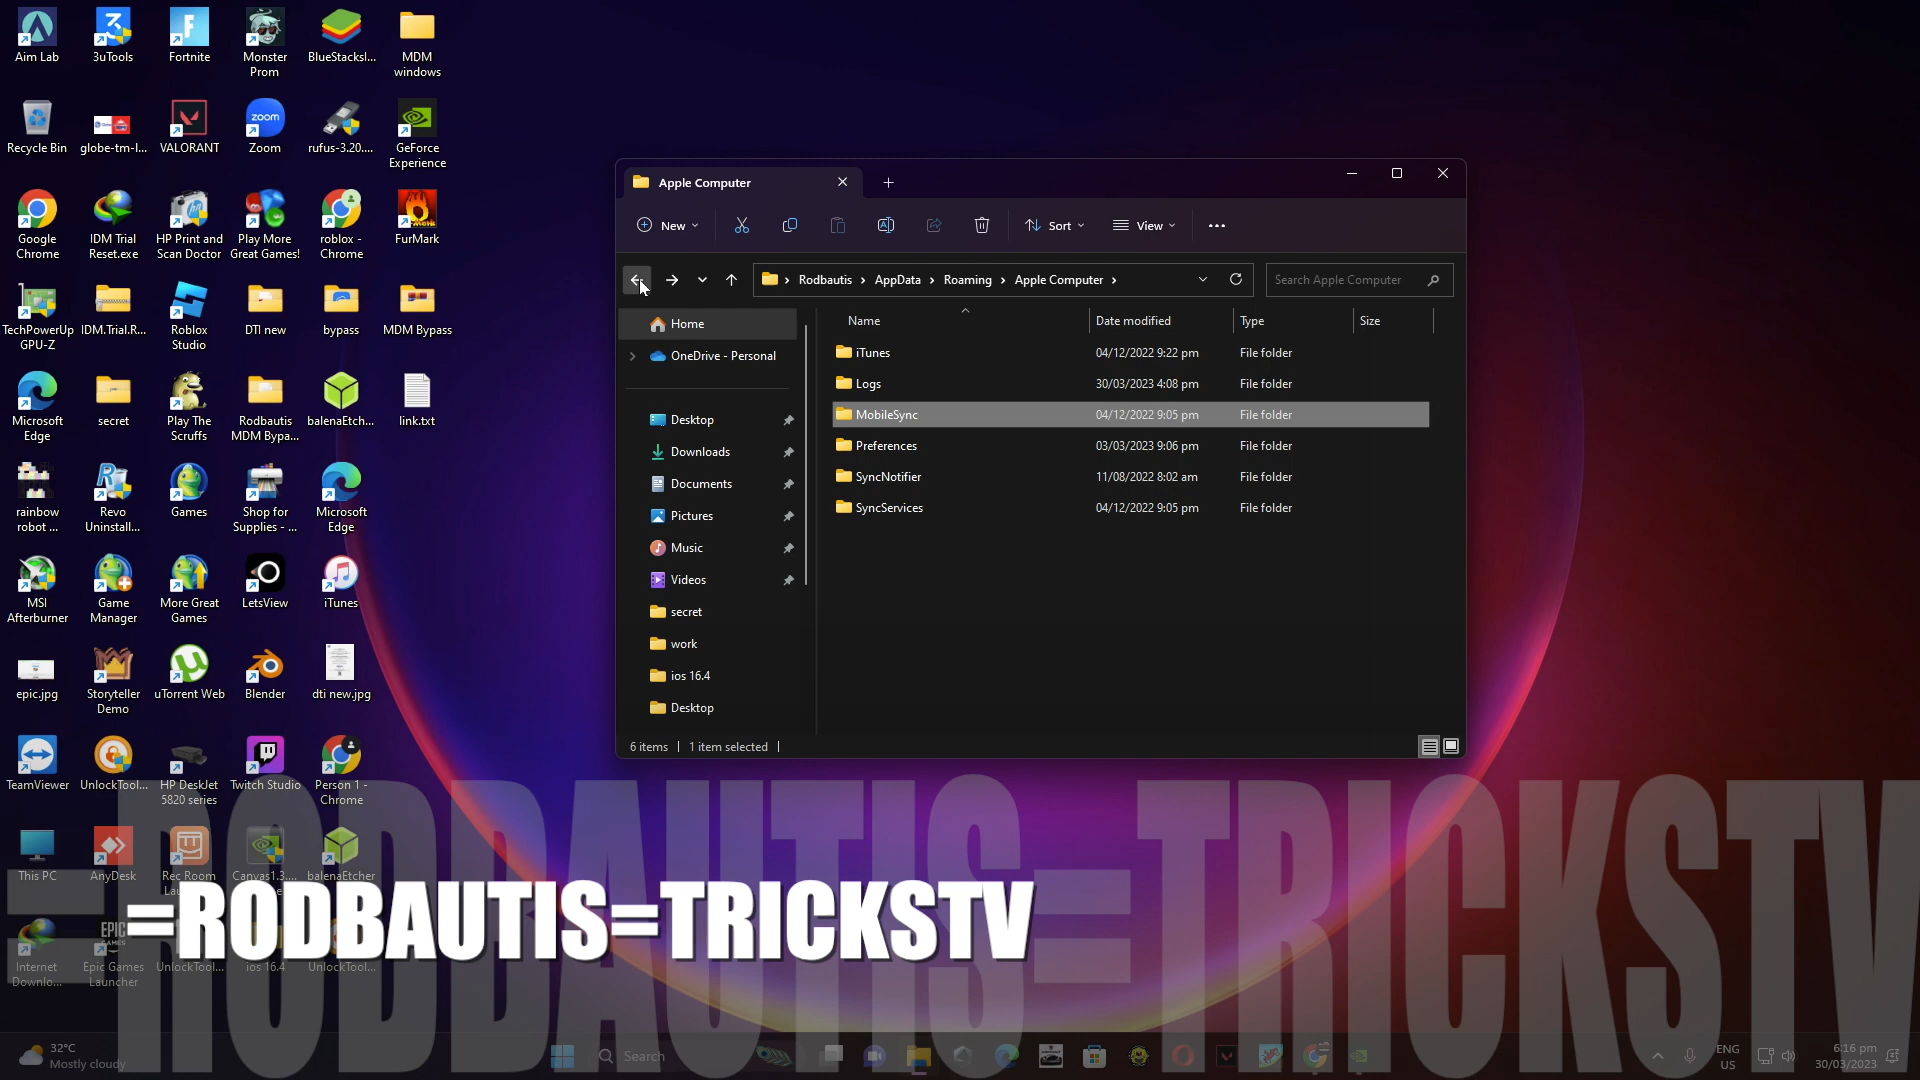 Aim Lab
3uTools
Fortnite
Monster
Prom
BlueStacksI...
MDM
windows
Recycle Bin
globe-tm-l...
VALORANT
zoom
Zoom
rufus-3.20....
GeForce
Experience
Google
Chrome
IDM Trial
Reset.exe
HP Print and
Scan Doctor
Play More
Great Games!
roblox -
Chrome
FurMark
TechPowerUp
GPU-Z
IDM.Trial.R...
Roblox
Studio
DTI new
bypass
MDM Bypass
Microsoft
Edge
secret
Play The
Scruffs
Rodbautis
MDM Bypa...
balenaEtch...
link.txt
rainbow
robot ...
Revo
Uninstall...
Games
Shop for
Supplies - ...
Microsoft
Edge
MSI
Afterburner
Game
Manager
More Great
Games
LetsView
iTunes
epic.jpg
Storyteller
Demo
uTorrent Web
Blender
dti new.jpg
TeamViewer
UnlockTool...
HP DeskJet
5820 series
Twitch Studio
Person 1 -
Chrome
This PC
AnyDesk
Rec Room
Canvas1.3....
balenaEtcher
Internet
Downlo...
EPIC
GAMES
Epic Games
Launcher
UnlockTool...
ios 16.4
UnlockTool...
Apple Computer
New
Sort
View
Rodbautis > AppData > Roaming > Apple Computer >
Search Apple Computer
Home
OneDrive - Personal
Desktop
Downloads
Documents
Pictures
Music
Videos
secret
work
ios 16.4
Desktop
Name Date modified Type Size
iTunes 04/12/2022 9:22 pm File folder
Logs 30/03/2023 4:08 pm File folder
MobileSync 04/12/2022 9:05 pm File folder
Preferences 03/03/2023 9:06 pm File folder
SyncNotifier 11/08/2022 8:02 am File folder
SyncServices 04/12/2022 9:05 pm File folder
6 items 1 item selected
=RODBAUTIS=TRICKSTV
=RODBAUTIS=TRICKSTV
32°C
Mostly cloudy
Search
ENG
US
6:16 pm
30/03/2023